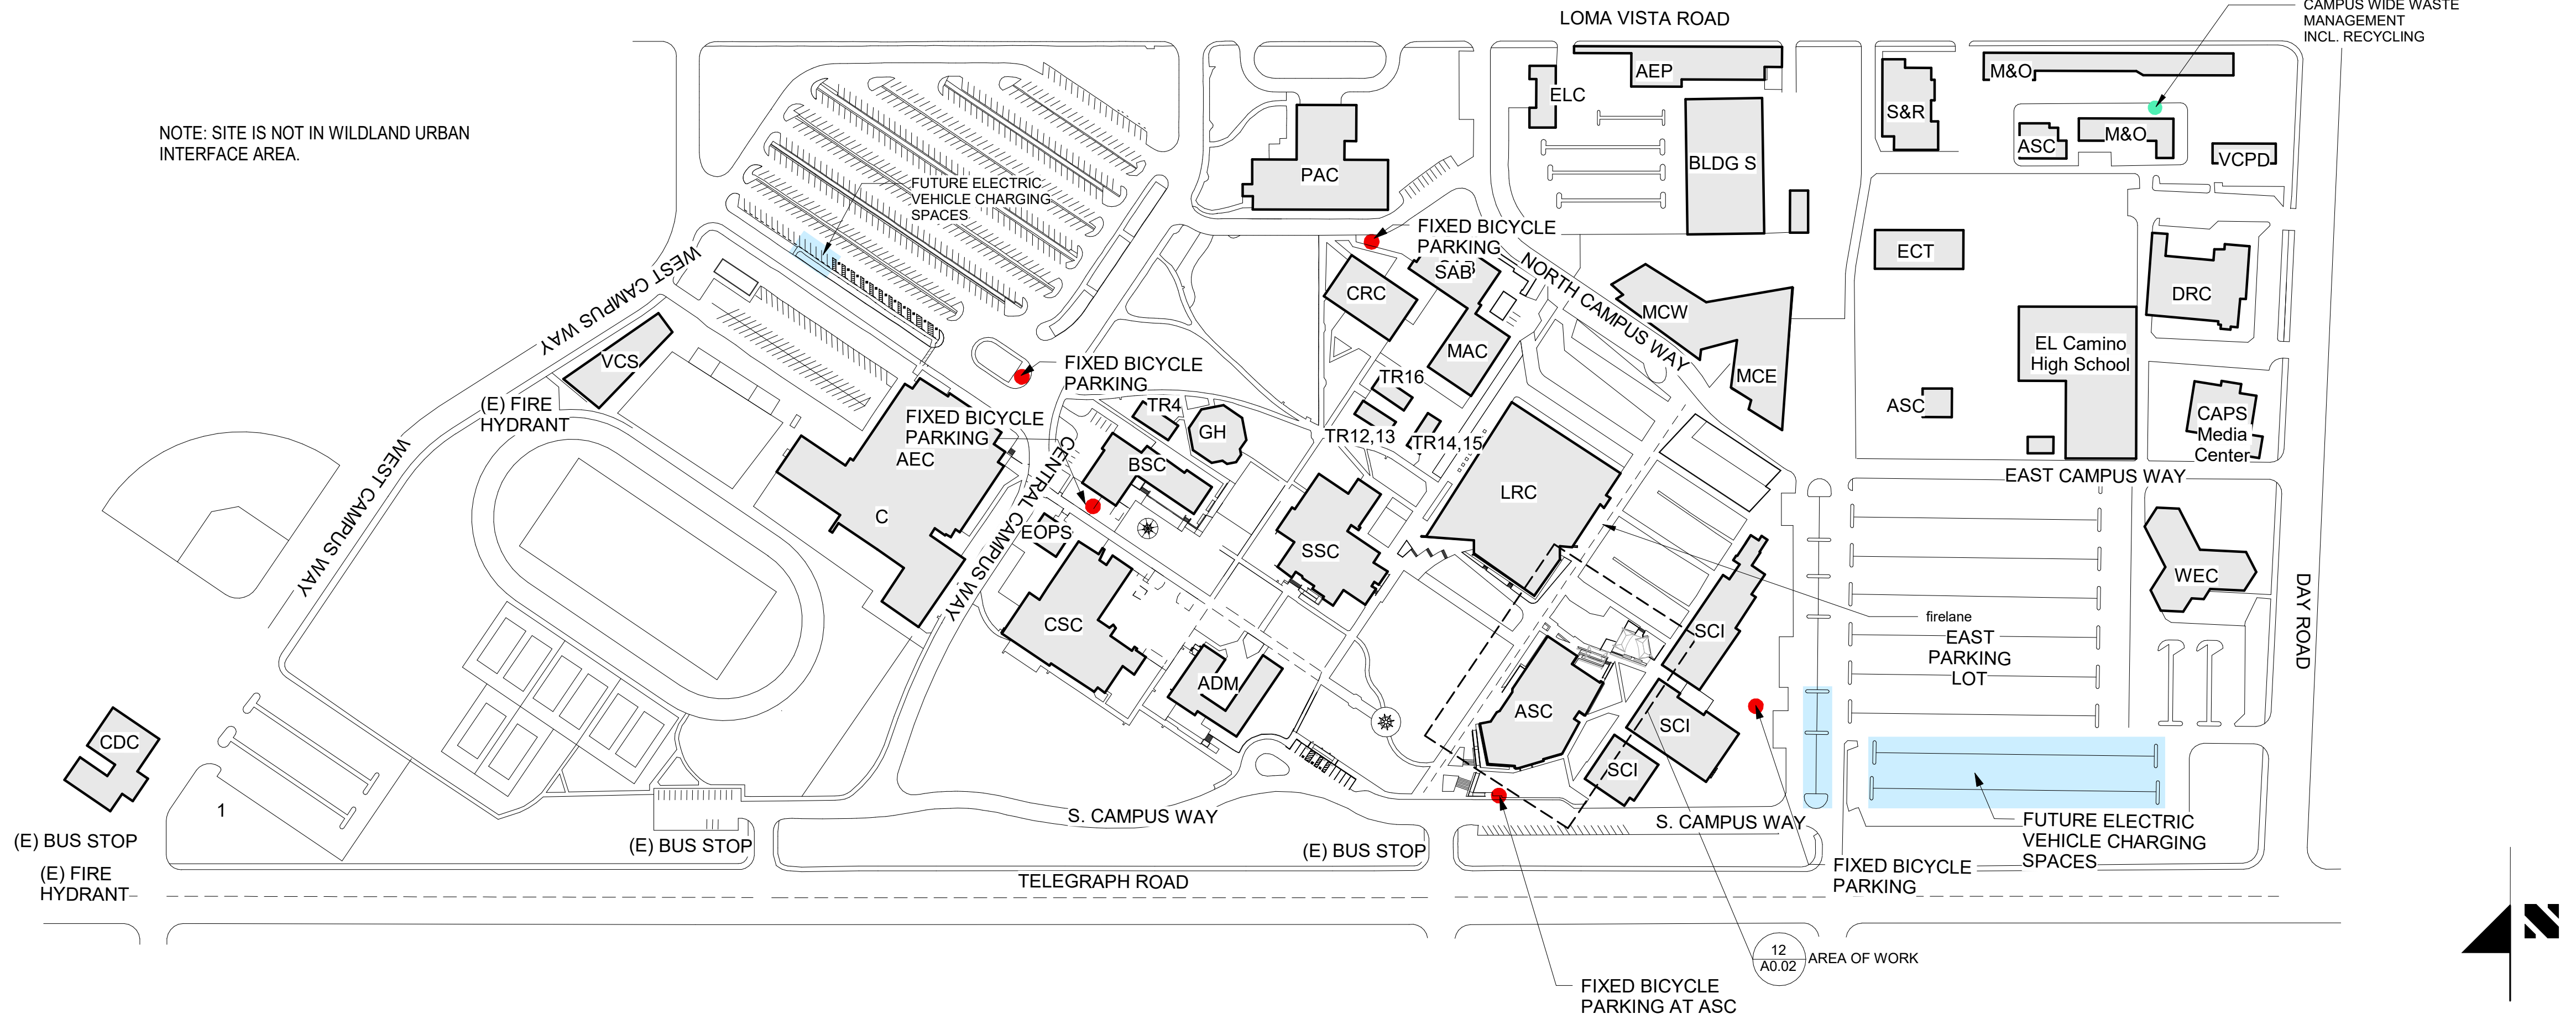 LOMA VISTA ROAD
CAMPUS WIDE WASTE
MANAGEMENT
INCL. RECYCLING
NOTE: SITE IS NOT IN WILDLAND URBAN
INTERFACE AREA.
AEP
ELC
M&O
S&R
M&O
ASC
VCPD
BLDG S
PAC
FUTURE ELECTRIC
VEHICLE CHARGING
SPACES
FIXED BICYCLE
PARKING
SAB
SAB
CRC
NORTH CAMPUS WAY
MCW
MCE
MAC
ECT
DRC
EL Camino
High School
ASC
CAPS
Media
Center
WEST CAMPUS WAY
VCS
(E) FIRE
HYDRANT
FIXED BICYCLE
PARKING
FIXED BICYCLE
PARKING
AEC
C
TR4
GH
BSC
TR16
TR12,13
TR14,15
LRC
EAST CAMPUS WAY
WEST CAMPUS WAY
CENTRAL CAMPUS WAY
EOPS
SSC
WEC
CSC
ADM
SCI
firelane
EAST
PARKING
LOT
DAY ROAD
ASC
SCI
SCI
CDC
1
S. CAMPUS WAY
S. CAMPUS WAY
FUTURE ELECTRIC
VEHICLE CHARGING
SPACES
(E) BUS STOP
(E) BUS STOP
(E) BUS STOP
(E) FIRE
HYDRANT
TELEGRAPH ROAD
FIXED BICYCLE
PARKING
12
A0.02
AREA OF WORK
FIXED BICYCLE
PARKING AT ASC
N